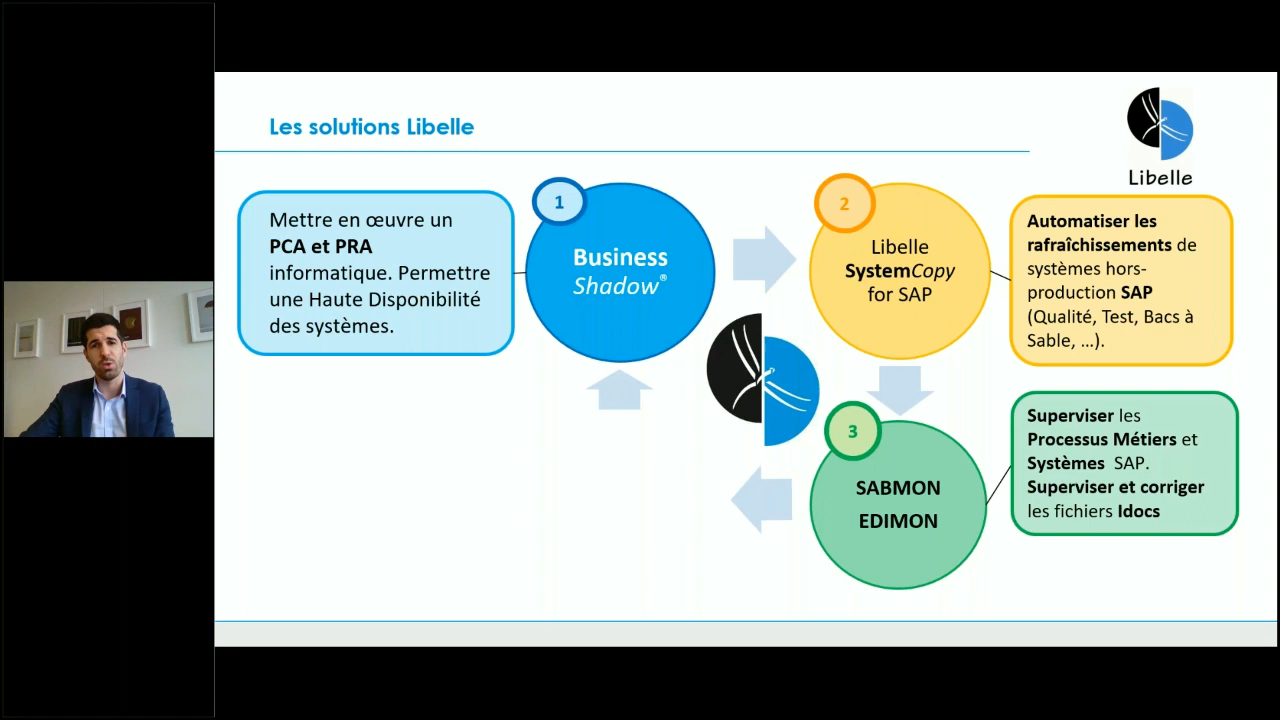 Les solutions Libelle
Libelle
Mettre en œuvre un
PCA et PRA
informatique. Permettre
une Haute Disponibilité
des systèmes.
1
Business
Shadow®
2
Libelle
SystemCopy
for SAP
Automatiser les
rafraîchissements de
systèmes hors-
production SAP
(Qualité, Test, Bacs à
Sable, ...).
3
SABMON
EDIMON
Superviser les
Processus Métiers et
Systèmes SAP.
Superviser et corriger
les fichiers Idocs